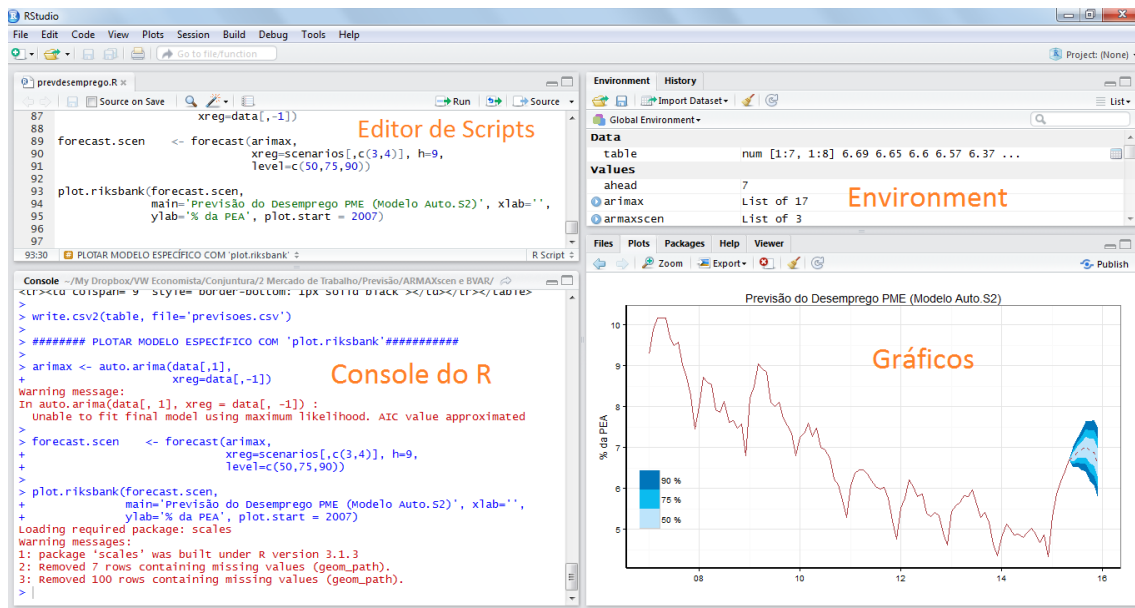 RStudio
File Edit Code View Plots Session Build Debug Tools Help
Go to file/function
Project: (None)
prevdesemprego.R
Source on Save
Run
Source
87 xreg=data[,-1])
88
89 forecast.scen <- forecast(arimax,
90 xreg=scenarios[,c(3,4)], h=9,
91 level=c(50,75,90))
92
93 plot.riksbank(forecast.scen,
94 main='Previsão do Desemprego PME (Modelo Auto.S2)', xlab='',
95 ylab='% da PEA', plot.start = 2007)
96
97
Editor de Scripts
93:30 PLOTAR MODELO ESPECÍFICO COM 'plot.riksbank' R Script
Console ~/My Dropbox/VW Economista/Conjuntura/2 Mercado de Trabalho/Previsão/ARMAXscen e BVAR/
<tr><td colspan='9' style='border-bottom: 1px solid black'></td></tr></table>
> write.csv2(table, file='previsoes.csv')
>
> ######## PLOTAR MODELO ESPECÍFICO COM 'plot.riksbank'###########
>
> arimax <- auto.arima(data[,1],
+ xreg=data[,-1])
Warning message:
In auto.arima(data[, 1], xreg = data[, -1]) :
Unable to fit final model using maximum likelihood. AIC value approximated
>
> forecast.scen <- forecast(arimax,
+ xreg=scenarios[,c(3,4)], h=9,
+ level=c(50,75,90))
>
> plot.riksbank(forecast.scen,
+ main='Previsão do Desemprego PME (Modelo Auto.S2)', xlab='',
+ ylab='% da PEA', plot.start = 2007)
Loading required package: scales
Warning messages:
1: package ‘scales’ was built under R version 3.1.3
2: Removed 7 rows containing missing values (geom_path).
3: Removed 100 rows containing missing values (geom_path).
>
Console do R
Environment History
Import Dataset
List
Global Environment
Data
table num [1:7, 1:8] 6.69 6.65 6.6 6.57 6.37 ...
Values
ahead 7
arimax List of 17
armaxscen List of 3
Environment
Files Plots Packages Help Viewer
Zoom Export Publish
Previsão do Desemprego PME (Modelo Auto.S2)
Gráficos
% da PEA
10
9
8
7
6
5
90 %
75 %
50 %
08 10 12 14 16